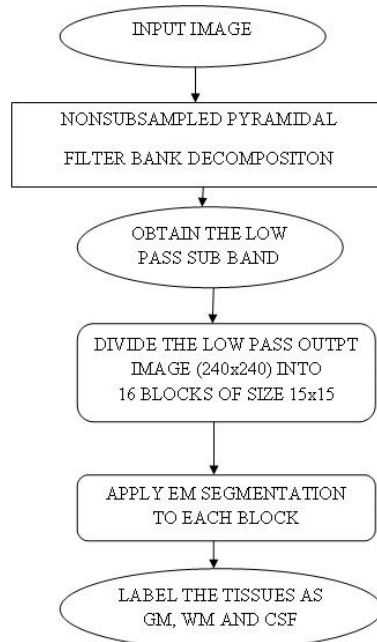 INPUT IMAGE
NONSUBSAMPLED PYRAMIDAL
FILTER BANK DECOMPOSITON
OBTAIN THE LOW
PASS SUB BAND
DIVIDE THE LOW PASS OUTPT
IMAGE (240x240) INTO
16 BLOCKS OF SIZE 15x15
APPLY EM SEGMENTATION
TO EACH BLOCK
LABEL THE TISSUES AS
GM, WM AND CSF